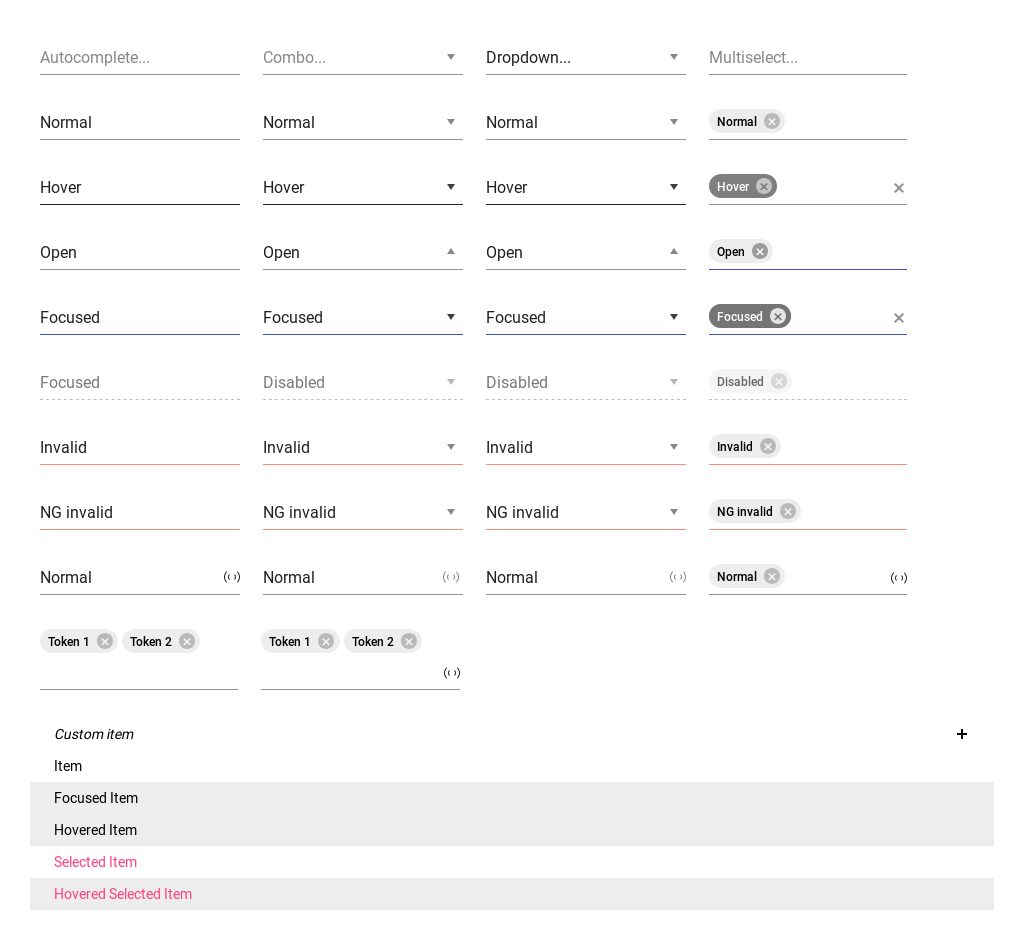 Autocomplete... Combo... Dropdown... Multiselect...
Normal Normal Normal Normal
Hover Hover Hover Hover
Open Open Open Open
Focused Focused Focused Focused
Focused Disabled Disabled Disabled
Invalid Invalid Invalid Invalid
NG invalid NG invalid NG invalid NG invalid
Normal Normal Normal Normal
Token 1 Token 2 Token 1 Token 2
Custom item
Item
Focused Item
Hovered Item
Selected Item
Hovered Selected Item